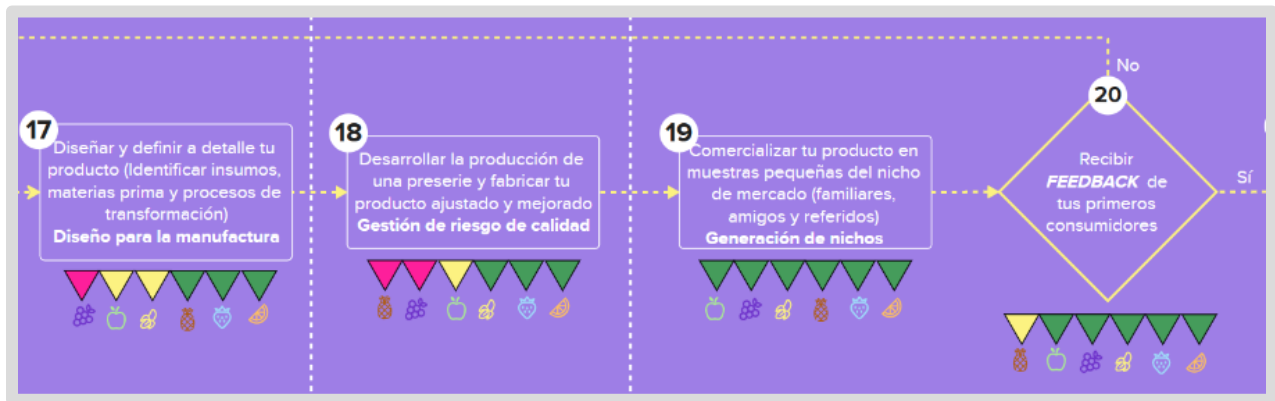 17
Diseñar y definir a detalle tu
producto (Identificar insumos,
materias prima y procesos de
transformación)
Diseño para la manufactura
18
Desarrollar la producción de
una preserie y fabricar tu
producto ajustado y mejorado
Gestión de riesgo de calidad
19
Comercializar tu producto en
muestras pequeñas del nicho
de mercado (familiares,
amigos y referidos)
Generación de nichos
No
20
Recibir
FEEDBACK de
tus primeros
consumidores
Sí